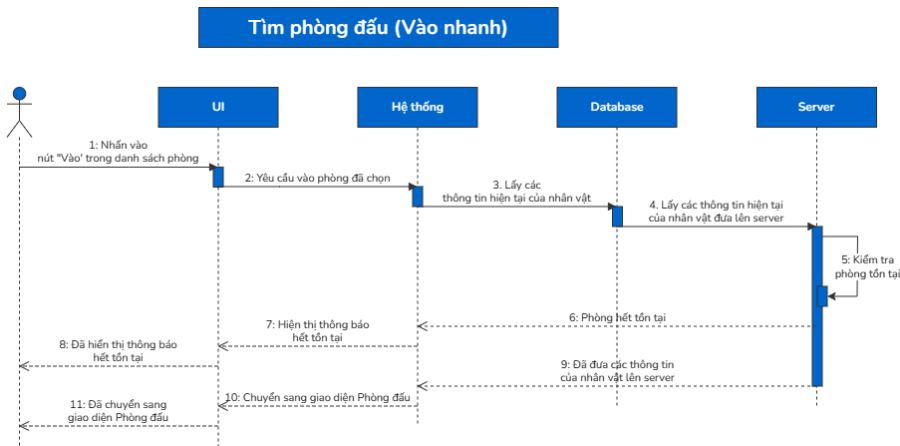 Tìm phòng đấu (Vào nhanh)
UI
Hệ thống
Database
Server
1: Nhấn vào
nút "Vào' trong danh sách phòng
2: Yêu cầu vào phòng đã chọn
3. Lấy các
thông tin hiện tại của nhân vật
4. Lấy các thông tin hiện tại
của nhân vật đưa lên server
5: Kiểm tra
phòng tồn tại
6: Phòng hết tồn tại
7: Hiện thị thông báo
hết tồn tại
8: Đã hiển thị thông báo
hết tồn tại
9: Đã đưa các thông tin
của nhân vật lên server
10: Chuyển sang giao diện Phòng đấu
11: Đã chuyển sang
giao diện Phòng đấu